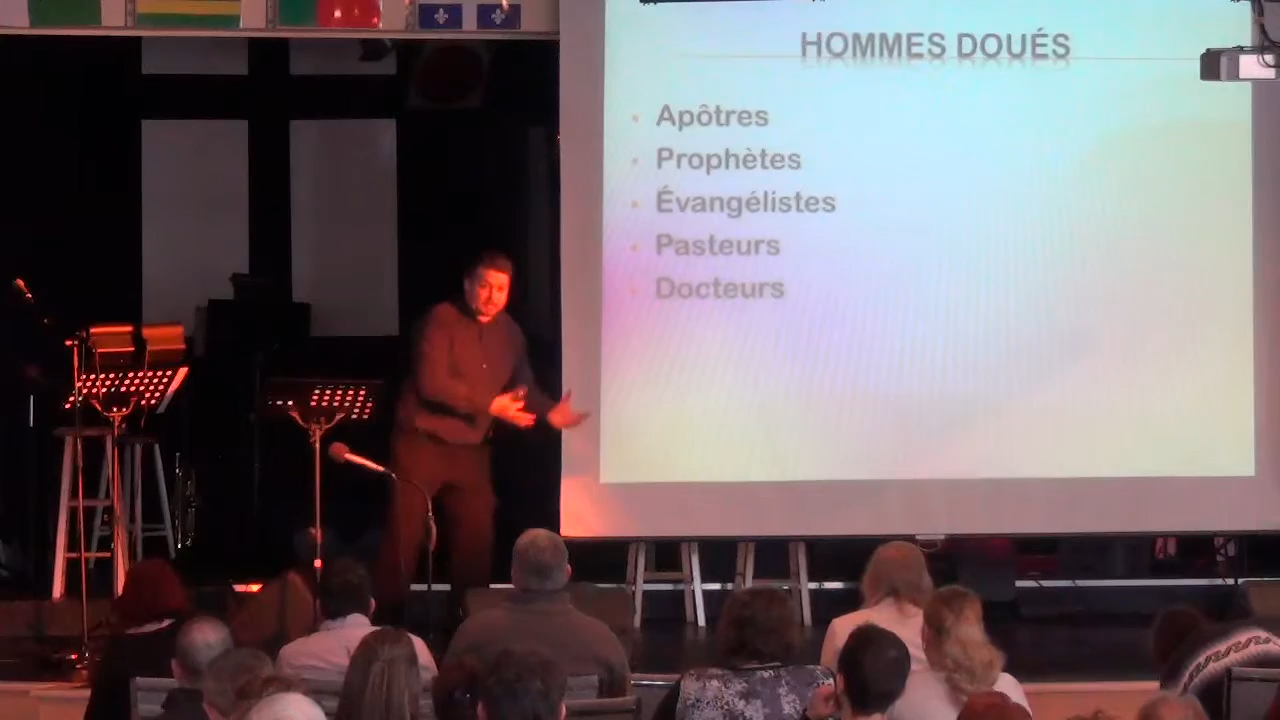 HOMMES DOUÉS
Apôtres
Prophètes
Évangélistes
Pasteurs
Docteurs